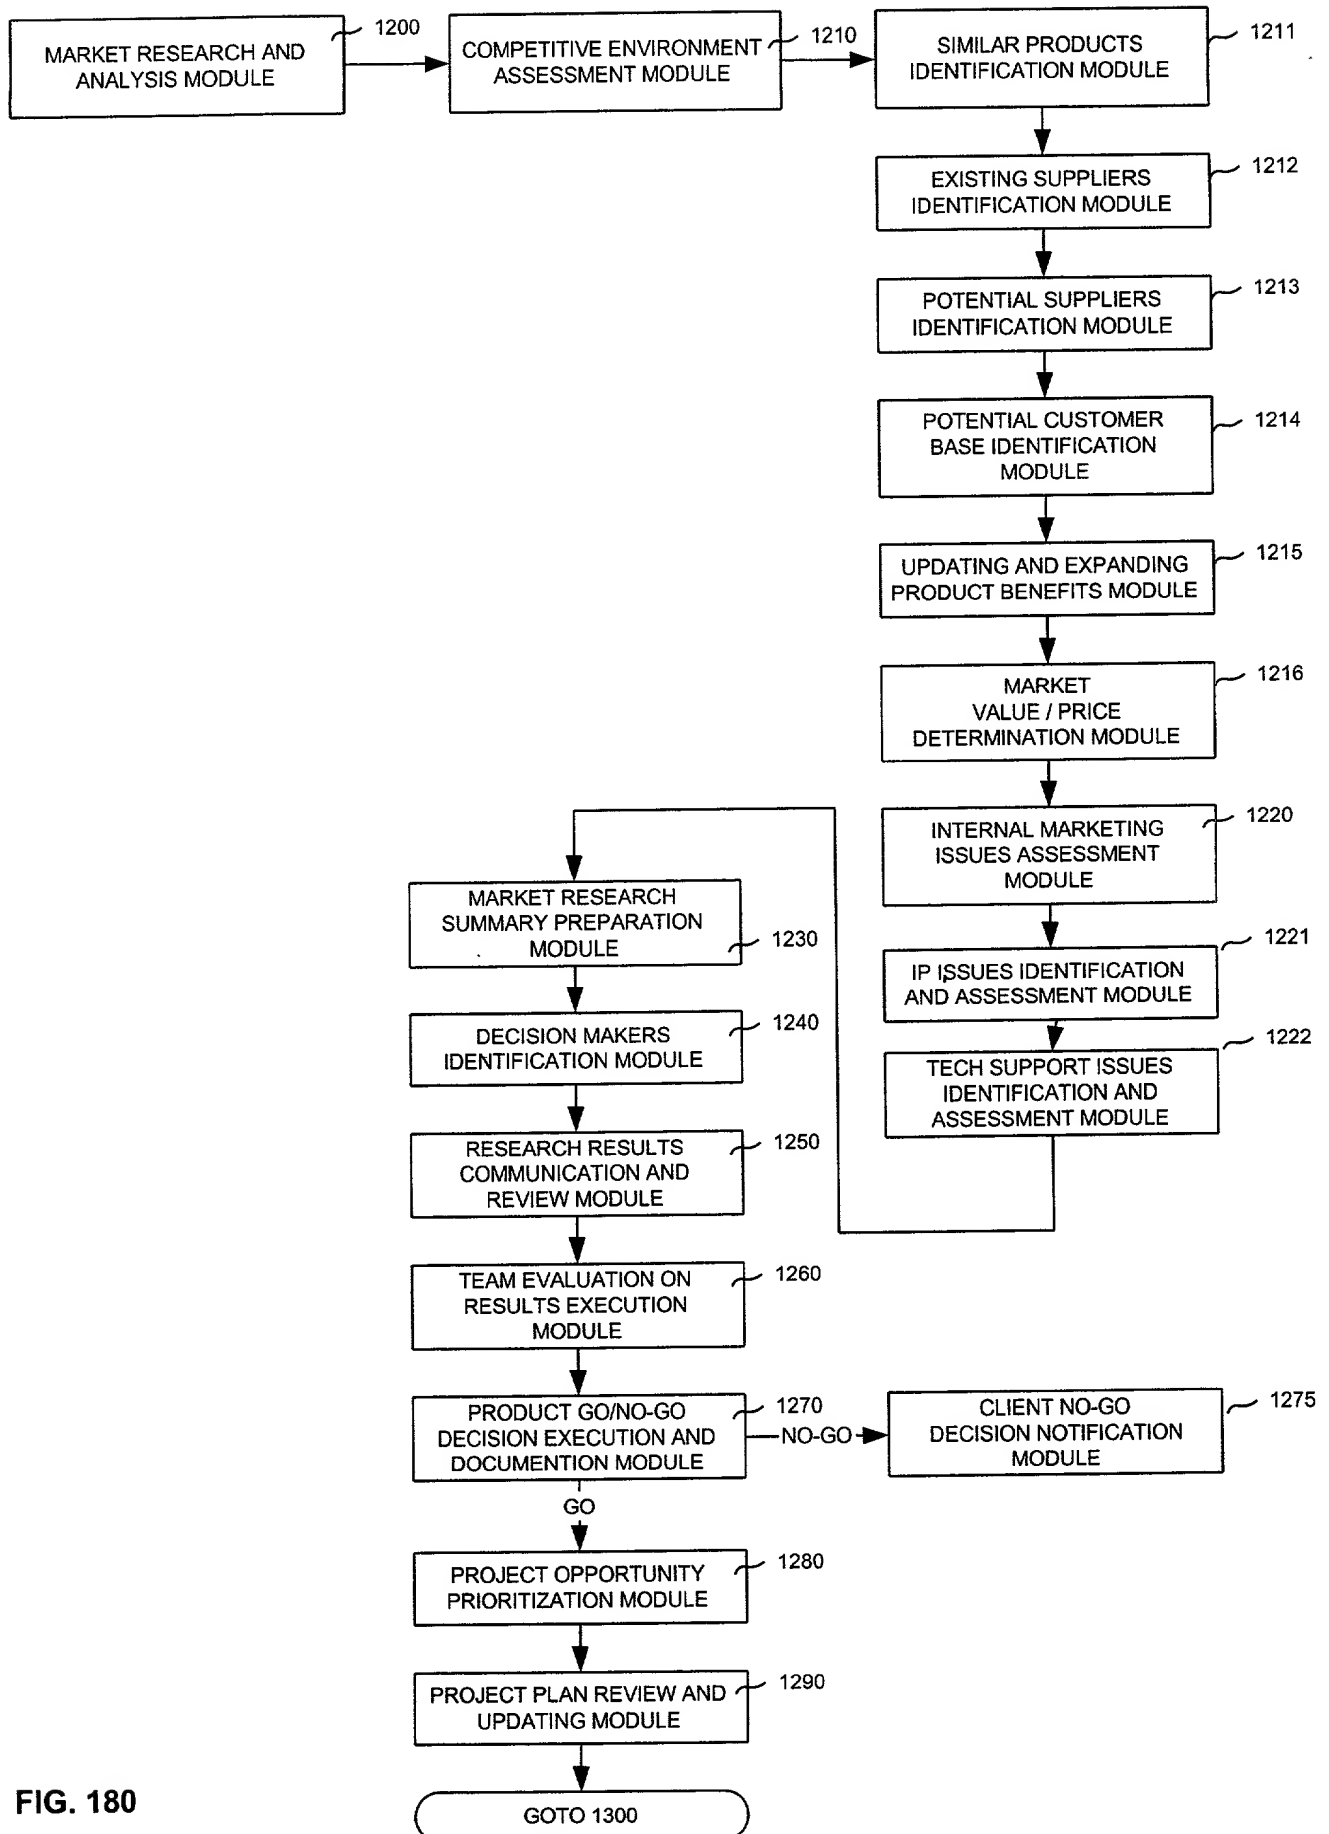 MARKET RESEARCH AND
ANALYSIS MODULE
1200
COMPETITIVE ENVIRONMENT
ASSESSMENT MODULE
1210
SIMILAR PRODUCTS
IDENTIFICATION MODULE
1211
EXISTING SUPPLIERS
IDENTIFICATION MODULE
1212
POTENTIAL SUPPLIERS
IDENTIFICATION MODULE
1213
POTENTIAL CUSTOMER
BASE IDENTIFICATION
MODULE
1214
UPDATING AND EXPANDING
PRODUCT BENEFITS MODULE
1215
MARKET
VALUE / PRICE
DETERMINATION MODULE
1216
INTERNAL MARKETING
ISSUES ASSESSMENT
MODULE
1220
IP ISSUES IDENTIFICATION
AND ASSESSMENT MODULE
1221
TECH SUPPORT ISSUES
IDENTIFICATION AND
ASSESSMENT MODULE
1222
MARKET RESEARCH
SUMMARY PREPARATION
MODULE
1230
DECISION MAKERS
IDENTIFICATION MODULE
1240
RESEARCH RESULTS
COMMUNICATION AND
REVIEW MODULE
1250
TEAM EVALUATION ON
RESULTS EXECUTION
MODULE
1260
PRODUCT GO/NO-GO
DECISION EXECUTION AND
DOCUMENTION MODULE
1270
NO-GO
CLIENT NO-GO
DECISION NOTIFICATION
MODULE
1275
GO
PROJECT OPPORTUNITY
PRIORITIZATION MODULE
1280
PROJECT PLAN REVIEW AND
UPDATING MODULE
1290
GOTO 1300
FIG. 180